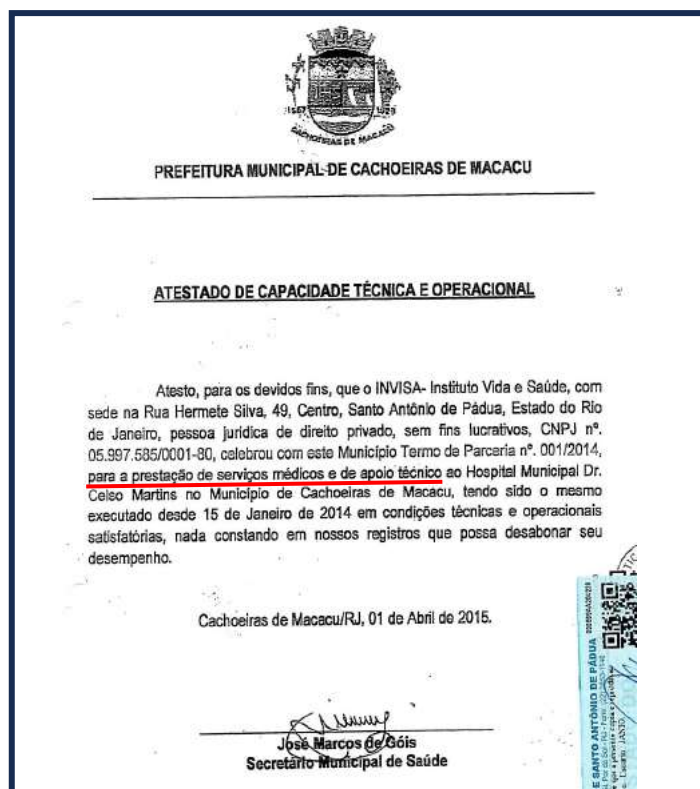 1867 1929
CACHOEIRAS DE MACACU
PREFEITURA MUNICIPAL DE CACHOEIRAS DE MACACU
ATESTADO DE CAPACIDADE TÉCNICA E OPERACIONAL
Atesto, para os devidos fins, que o INVISA- Instituto Vida e Saúde, com
sede na Rua Hermete Silva, 49, Centro, Santo Antônio de Pádua, Estado do Rio
de Janeiro, pessoa jurídica de direito privado, sem fins lucrativos, CNPJ nº.
05.997.585/0001-80, celebrou com este Município Termo de Parceria nº. 001/2014,
para a prestação de serviços médicos e de apoio técnico ao Hospital Municipal Dr.
Celso Martins no Município de Cachoeiras de Macacu, tendo sido o mesmo
executado desde 15 de Janeiro de 2014 em condições técnicas e operacionais
satisfatórias, nada constando em nossos registros que possa desabonar seu
desempenho.
Cachoeiras de Macacu/RJ, 01 de Abril de 2015.
José Marcos de Góis
Secretário Municipal de Saúde
E SANTO ANTÔNIO DE PÁDUA